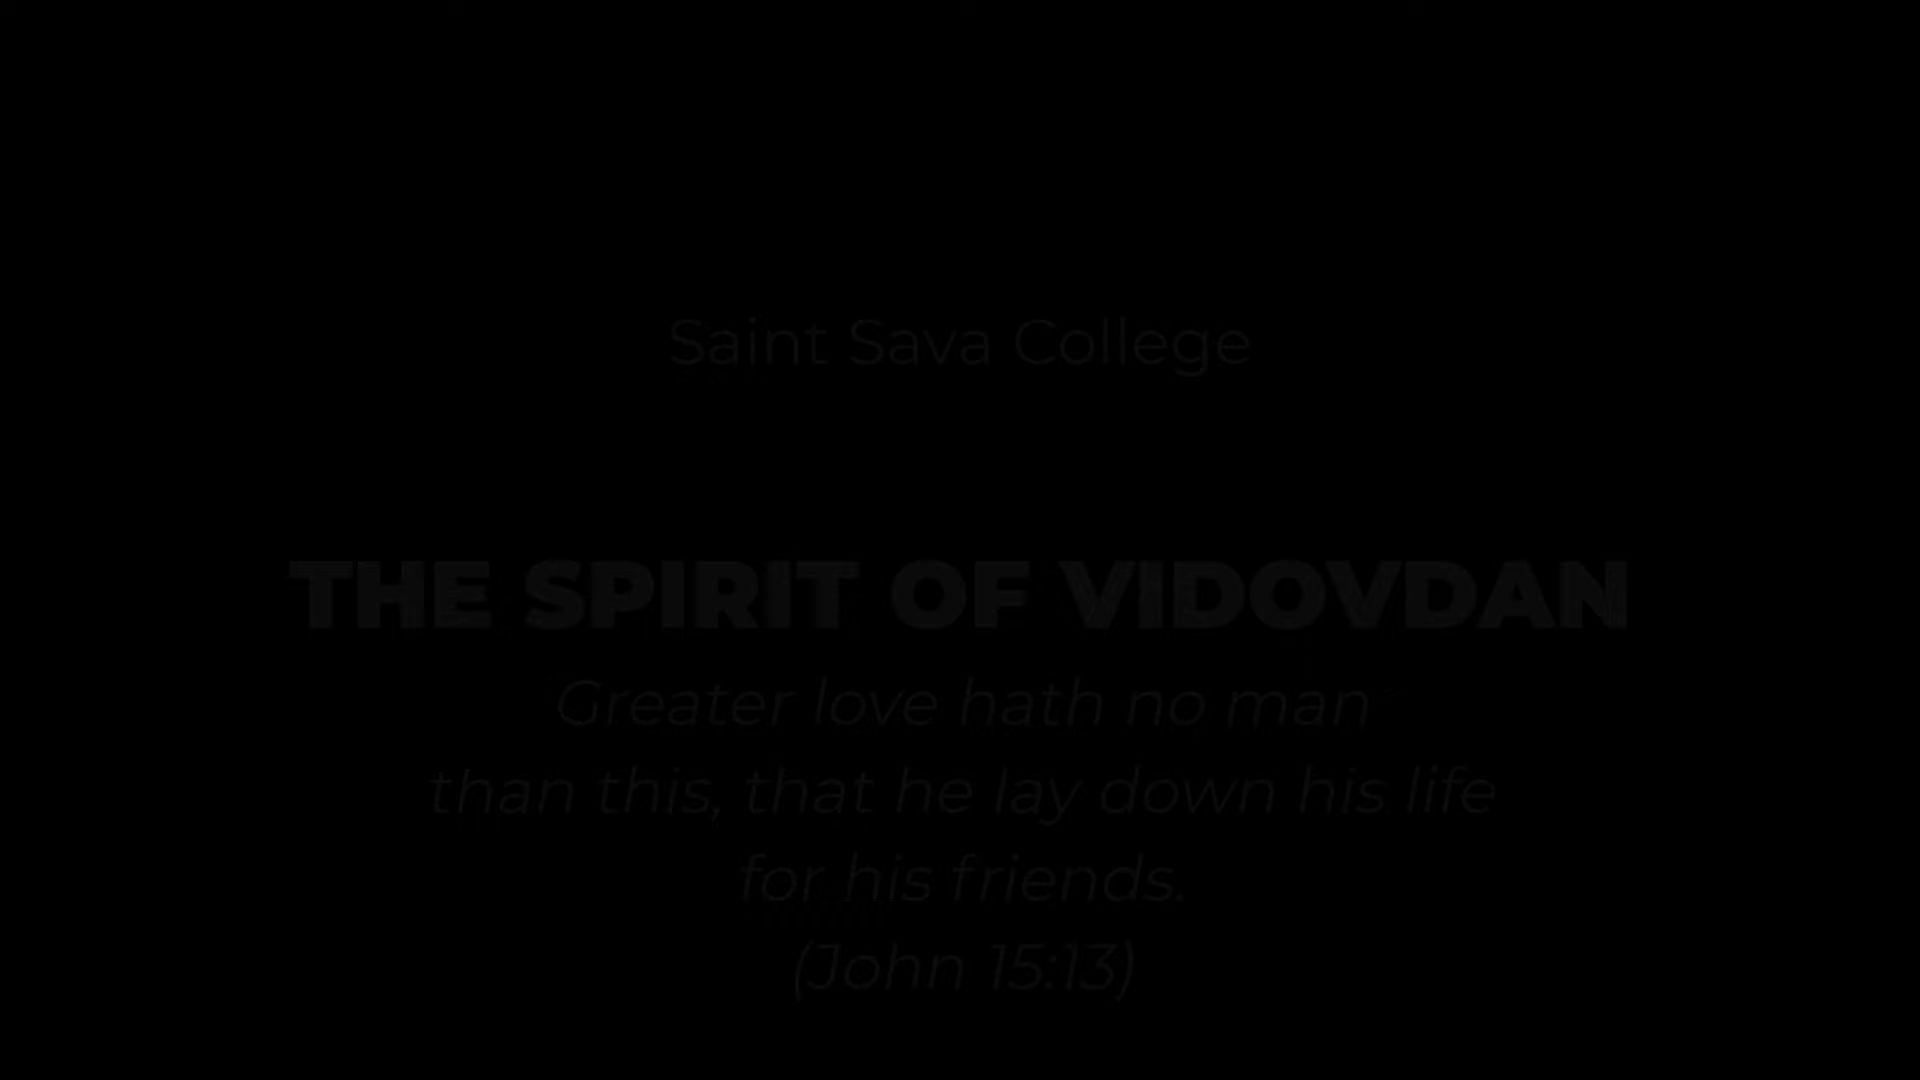 Saint Sava College
THE SPIRIT OF VIDOVDAN
Greater love hath no man
than this, that he lay down his life
for his friends.
(John 15:13)